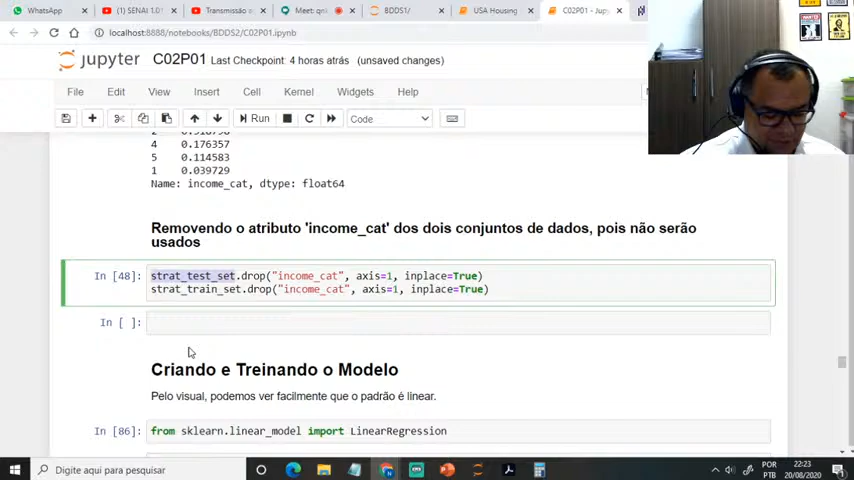 WhatsApp
(1) SENAI 1.01
Transmissão
Meet: qn
BDDS1/
USA Housing
C02P01 - Jup
localhost:8888/notebooks/BDDS2/C02P01.ipynb
jupyter C02P01 Last Checkpoint: 4 horas atrás (unsaved changes)
File Edit View Insert Cell Kernel Widgets Help
Run Code
4 0.176357
5 0.114583
1 0.039729
Name: income_cat, dtype: float64
Removendo o atributo 'income_cat' dos dois conjuntos de dados, pois não serão
usados
In [48]: strat_test_set.drop("income_cat", axis=1, inplace=True)
strat_train_set.drop("income_cat", axis=1, inplace=True)
In [ ]:
Criando e Treinando o Modelo
Pelo visual, podemos ver facilmente que o padrão é linear.
In [86]: from sklearn.linear_model import LinearRegression
Digite aqui para pesquisar
POR
PTB
22:23
20/08/2020